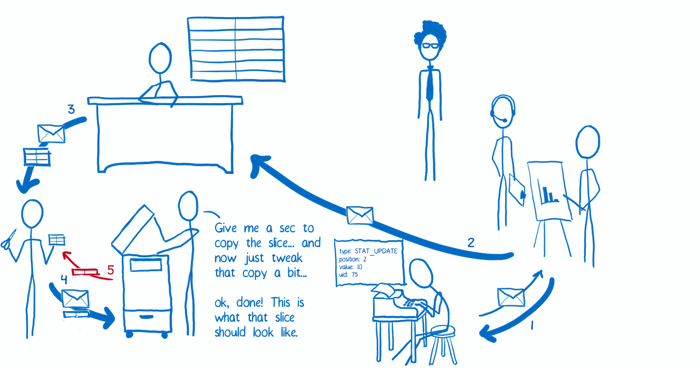 3
Give me a sec to
copy the slice... and
now just tweak
that copy a bit...
ok, done! This is
what that slice
should look like.
2
type: STAT_UPDATE
position: 2
value: 10
uid: 75
4
5
1